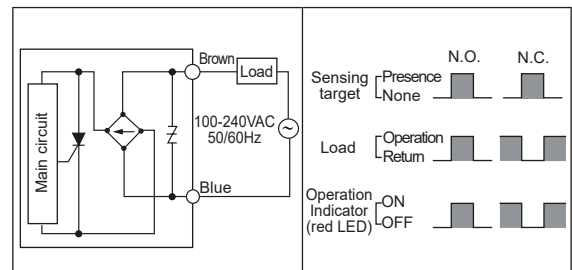 Main circuit
Brown
Load
100-240VAC
50/60Hz
Blue
N.O.
N.C.
Sensing
target
Presence
None
Load
Operation
Return
Operation
Indicator
(red LED)
ON
OFF